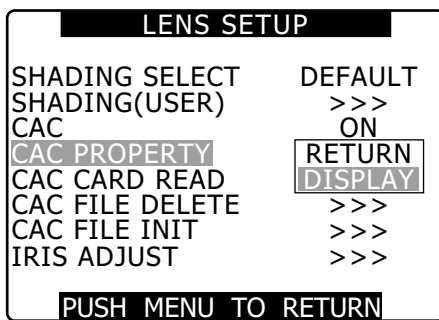 LENS SETUP
SHADING SELECT DEFAULT
SHADING(USER) >>>
CAC ON
CAC PROPERTY RETURN
CAC CARD READ DISPLAY
CAC FILE DELETE >>>
CAC FILE INIT >>>
IRIS ADJUST >>>
PUSH MENU TO RETURN